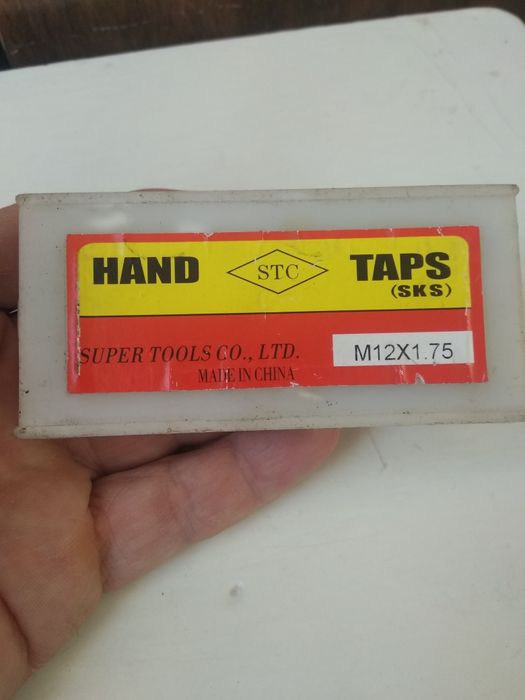 HAND STC TAPS
(SKS)
SUPER TOOLS CO., LTD.
MADE IN CHINA
M12X1.75